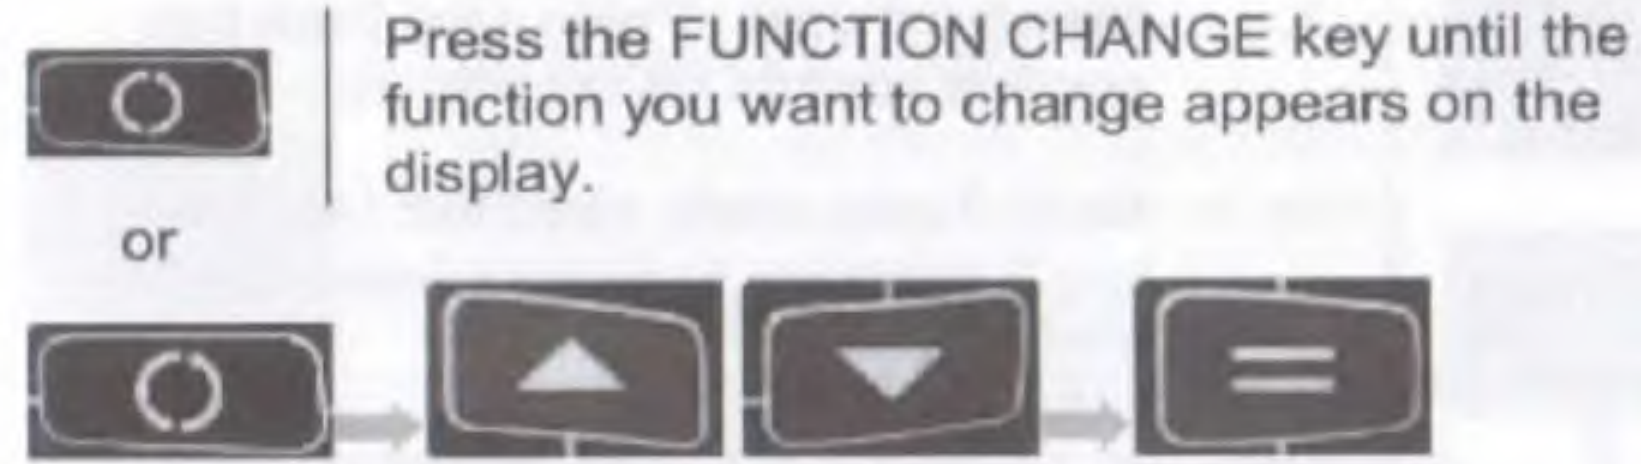 Press the FUNCTION CHANGE key until the
function you want to change appears on the
display.
or